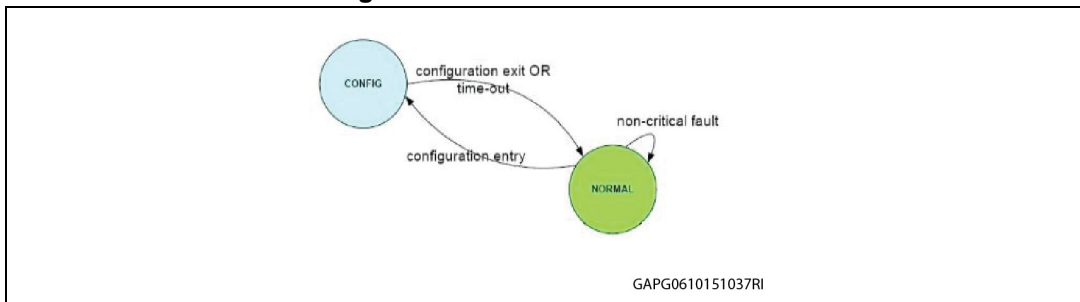 CONFIG
configuration exit OR
time-out
non-critical fault
configuration entry
NORMAL
GAPG0610151037RI